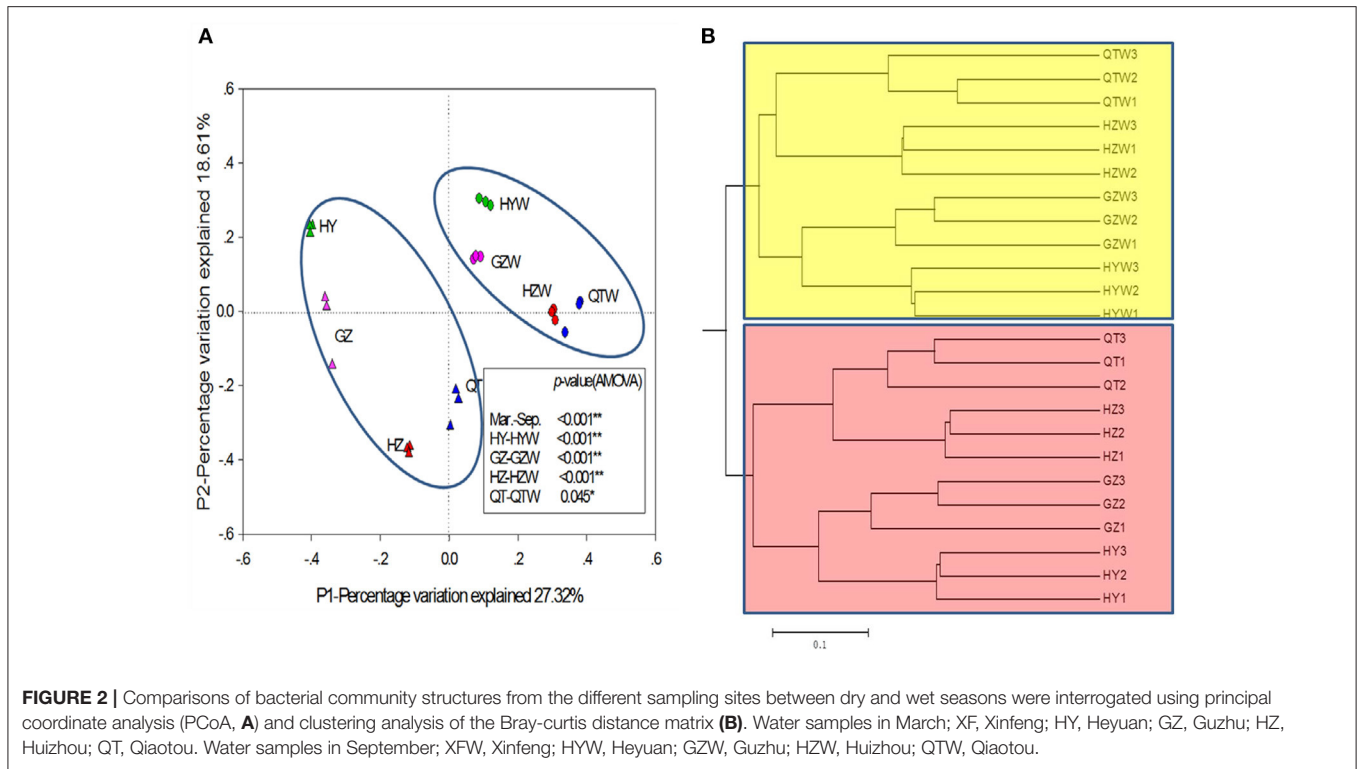 A
B
.6
.4
.2
0.0
-.2
-.4
-.6
P2-Percentage variation explained 18.61%
HY
GZ
HZ
QT
HYW
GZW
HZW
QTW
p-value(AMOVA)
Mar.-Sep. <0.001**
HY-HYW <0.001**
GZ-GZW <0.001**
HZ-HZW <0.001**
QT-QTW 0.045*
-.6 -.4 -.2 0.0 .2 .4 .6
P1-Percentage variation explained 27.32%
QTW3
QTW2
QTW1
HZW3
HZW1
HZW2
GZW3
GZW2
GZW1
HYW3
HYW2
HYW1
QT3
QT1
QT2
HZ3
HZ2
HZ1
GZ3
GZ2
GZ1
HY3
HY2
HY1
0.1
FIGURE 2 | Comparisons of bacterial community structures from the different sampling sites between dry and wet seasons were interrogated using principal
coordinate analysis (PCoA, A) and clustering analysis of the Bray-curtis distance matrix (B). Water samples in March; XF, Xinfeng; HY, Heyuan; GZ, Guzhu; HZ,
Huizhou; QT, Qiaotou. Water samples in September; XFW, Xinfeng; HYW, Heyuan; GZW, Guzhu; HZW, Huizhou; QTW, Qiaotou.